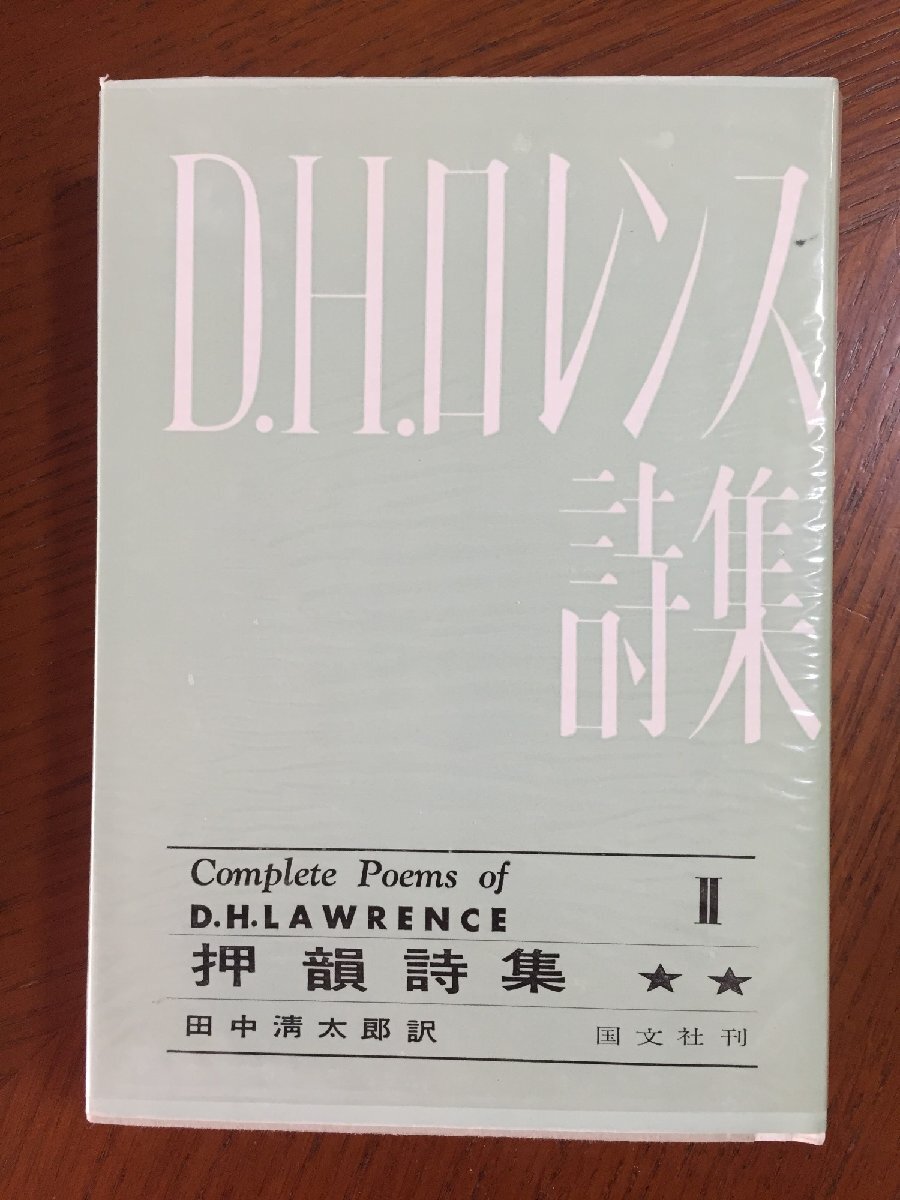 D.H.ロレンス
詩集
Complete Poems of
D.H.LAWRENCE
II
押韻詩集 ★★
田中清太郎訳 国文社刊